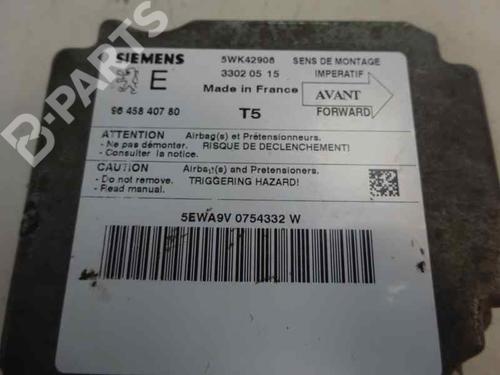 SIEMENS 5WK42908 SENS DE MONTAGE
E 3302 05 15 IMPERATIF
Made in France AVANT
96 458 407 80 T5 FORWARD
ATTENTION Airbag(s) et Prétensionneurs.
- Ne pas démonter. RISQUE DE DECLENCHEMENT!
- Consulter la notice.
CAUTION Airbag(s) and Pretensioners.
- Do not remove. TRIGGERING HAZARD!
- Read manual.
5EWA9V 0754332 W
B-PARTS